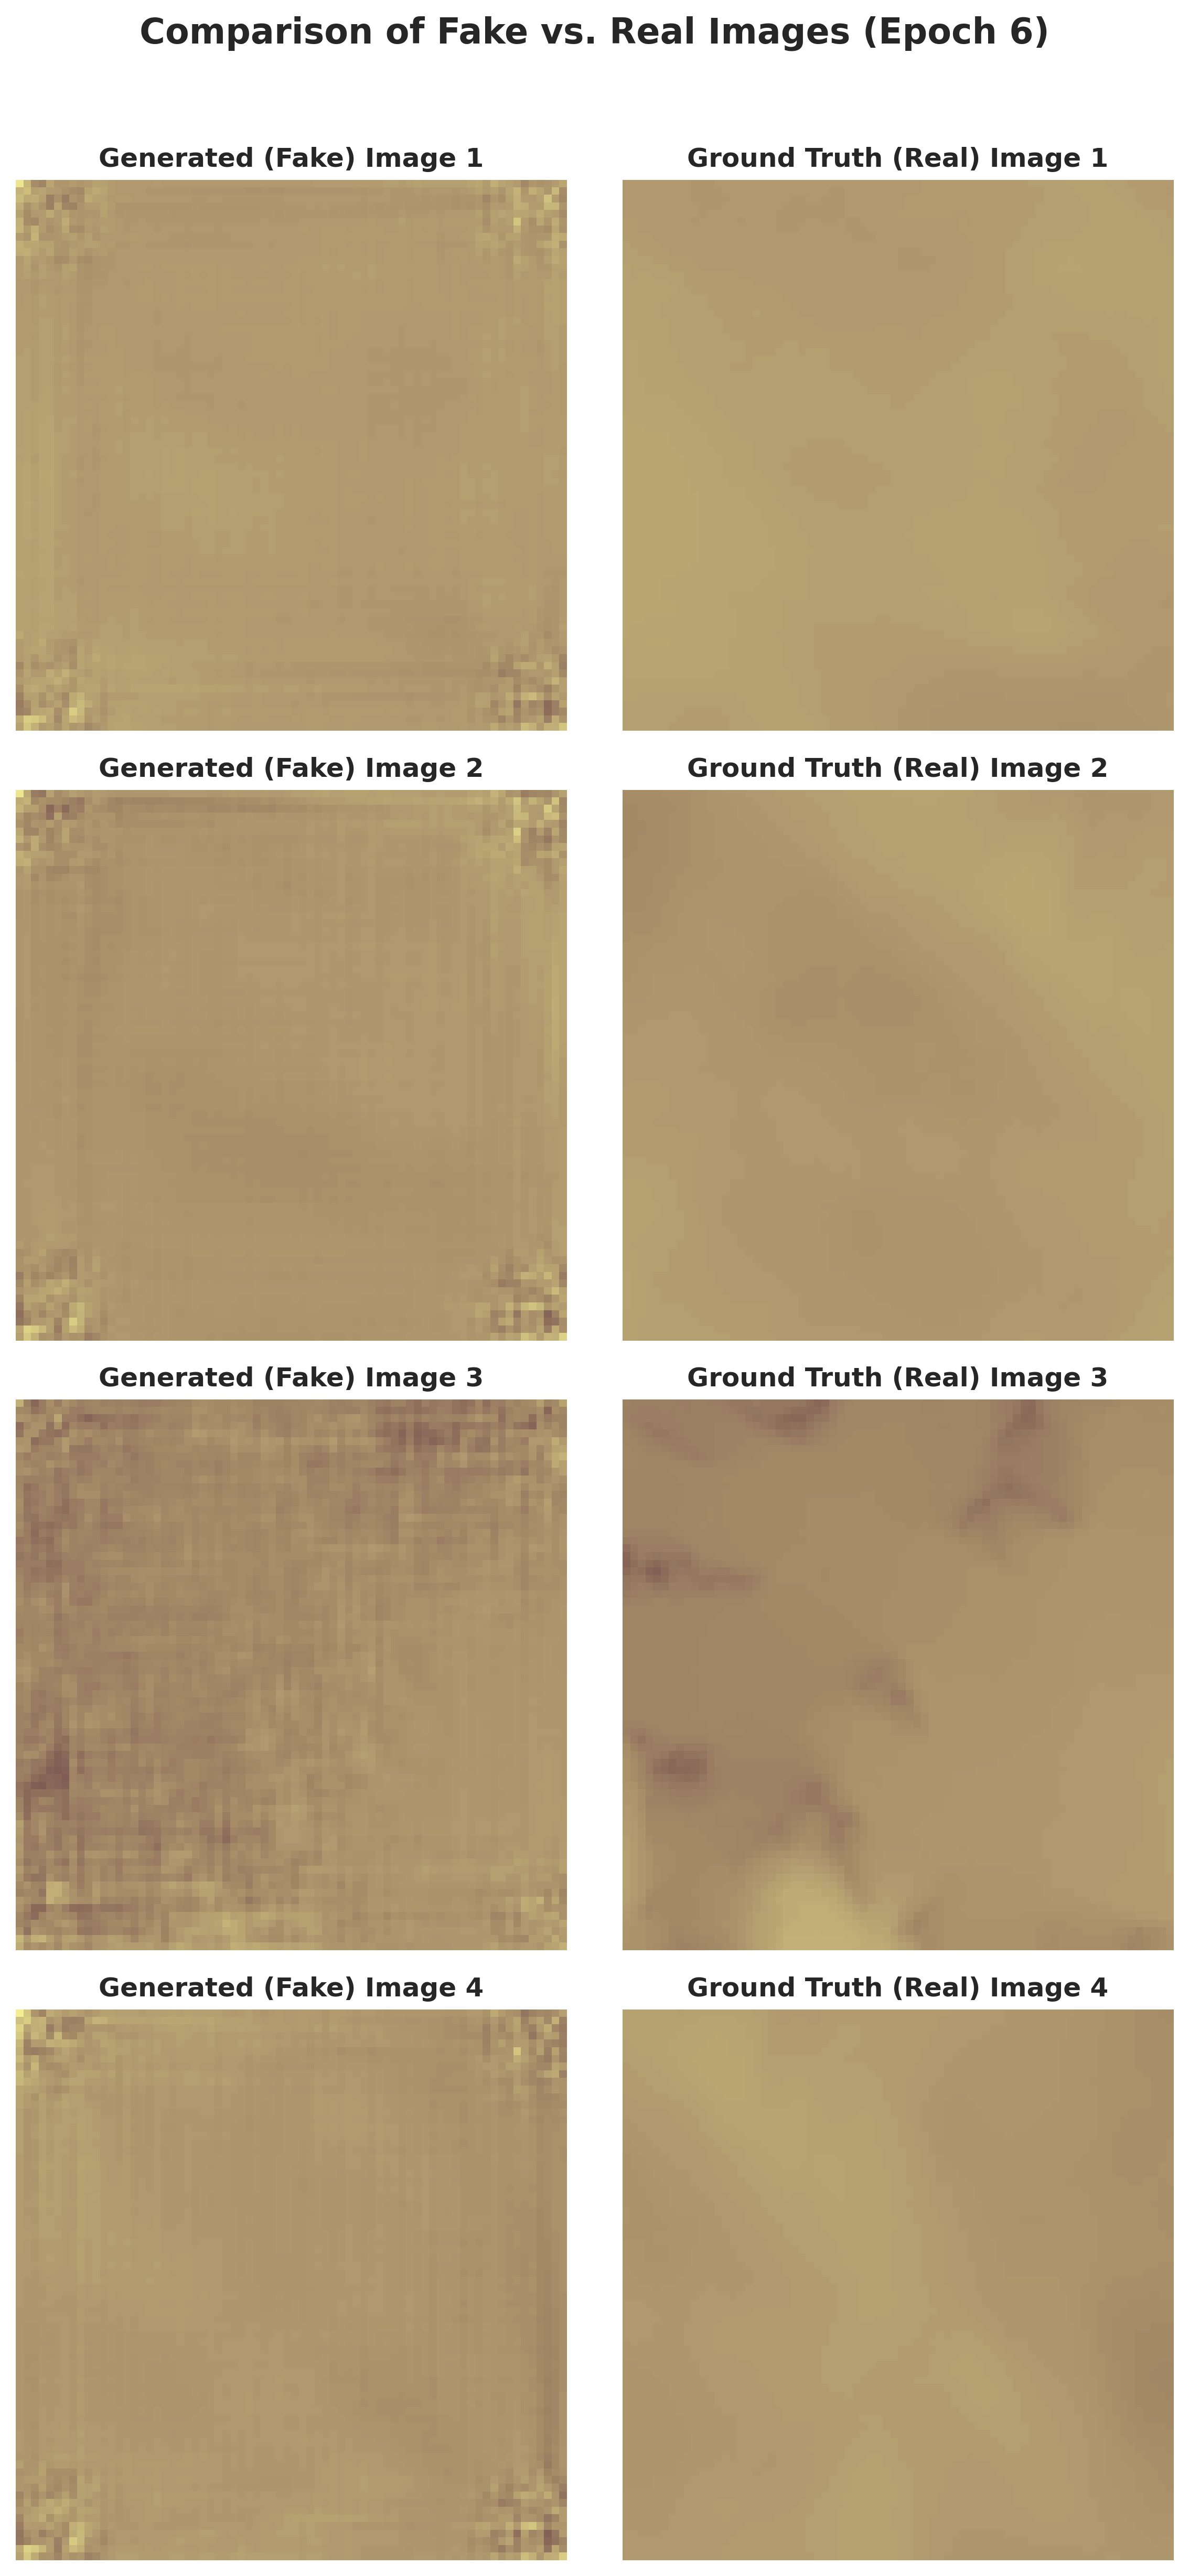 Comparison of Fake vs. Real Images (Epoch 6)
Generated (Fake) Image 1
Ground Truth (Real) Image 1
Generated (Fake) Image 2
Ground Truth (Real) Image 2
Generated (Fake) Image 3
Ground Truth (Real) Image 3
Generated (Fake) Image 4
Ground Truth (Real) Image 4